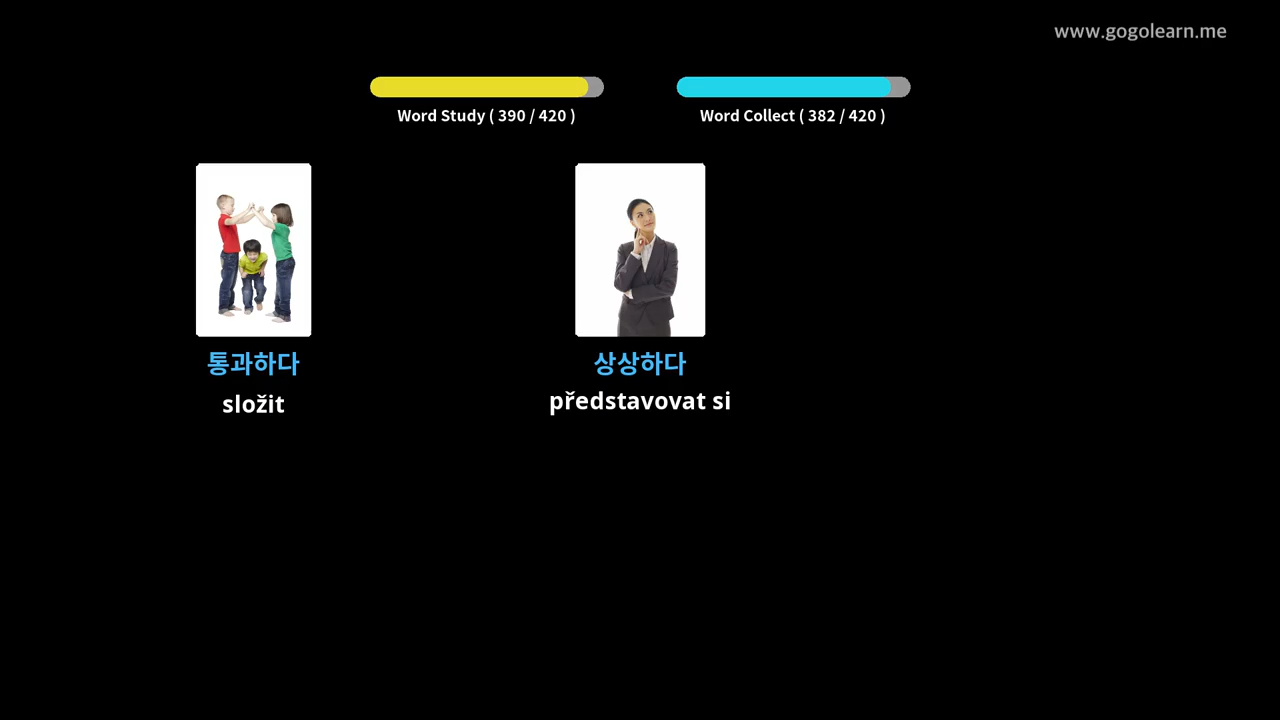 www.gogolearn.me
Word Study ( 390 / 420 )
Word Collect ( 382 / 420 )
통과하다
složit
상상하다
představovat si